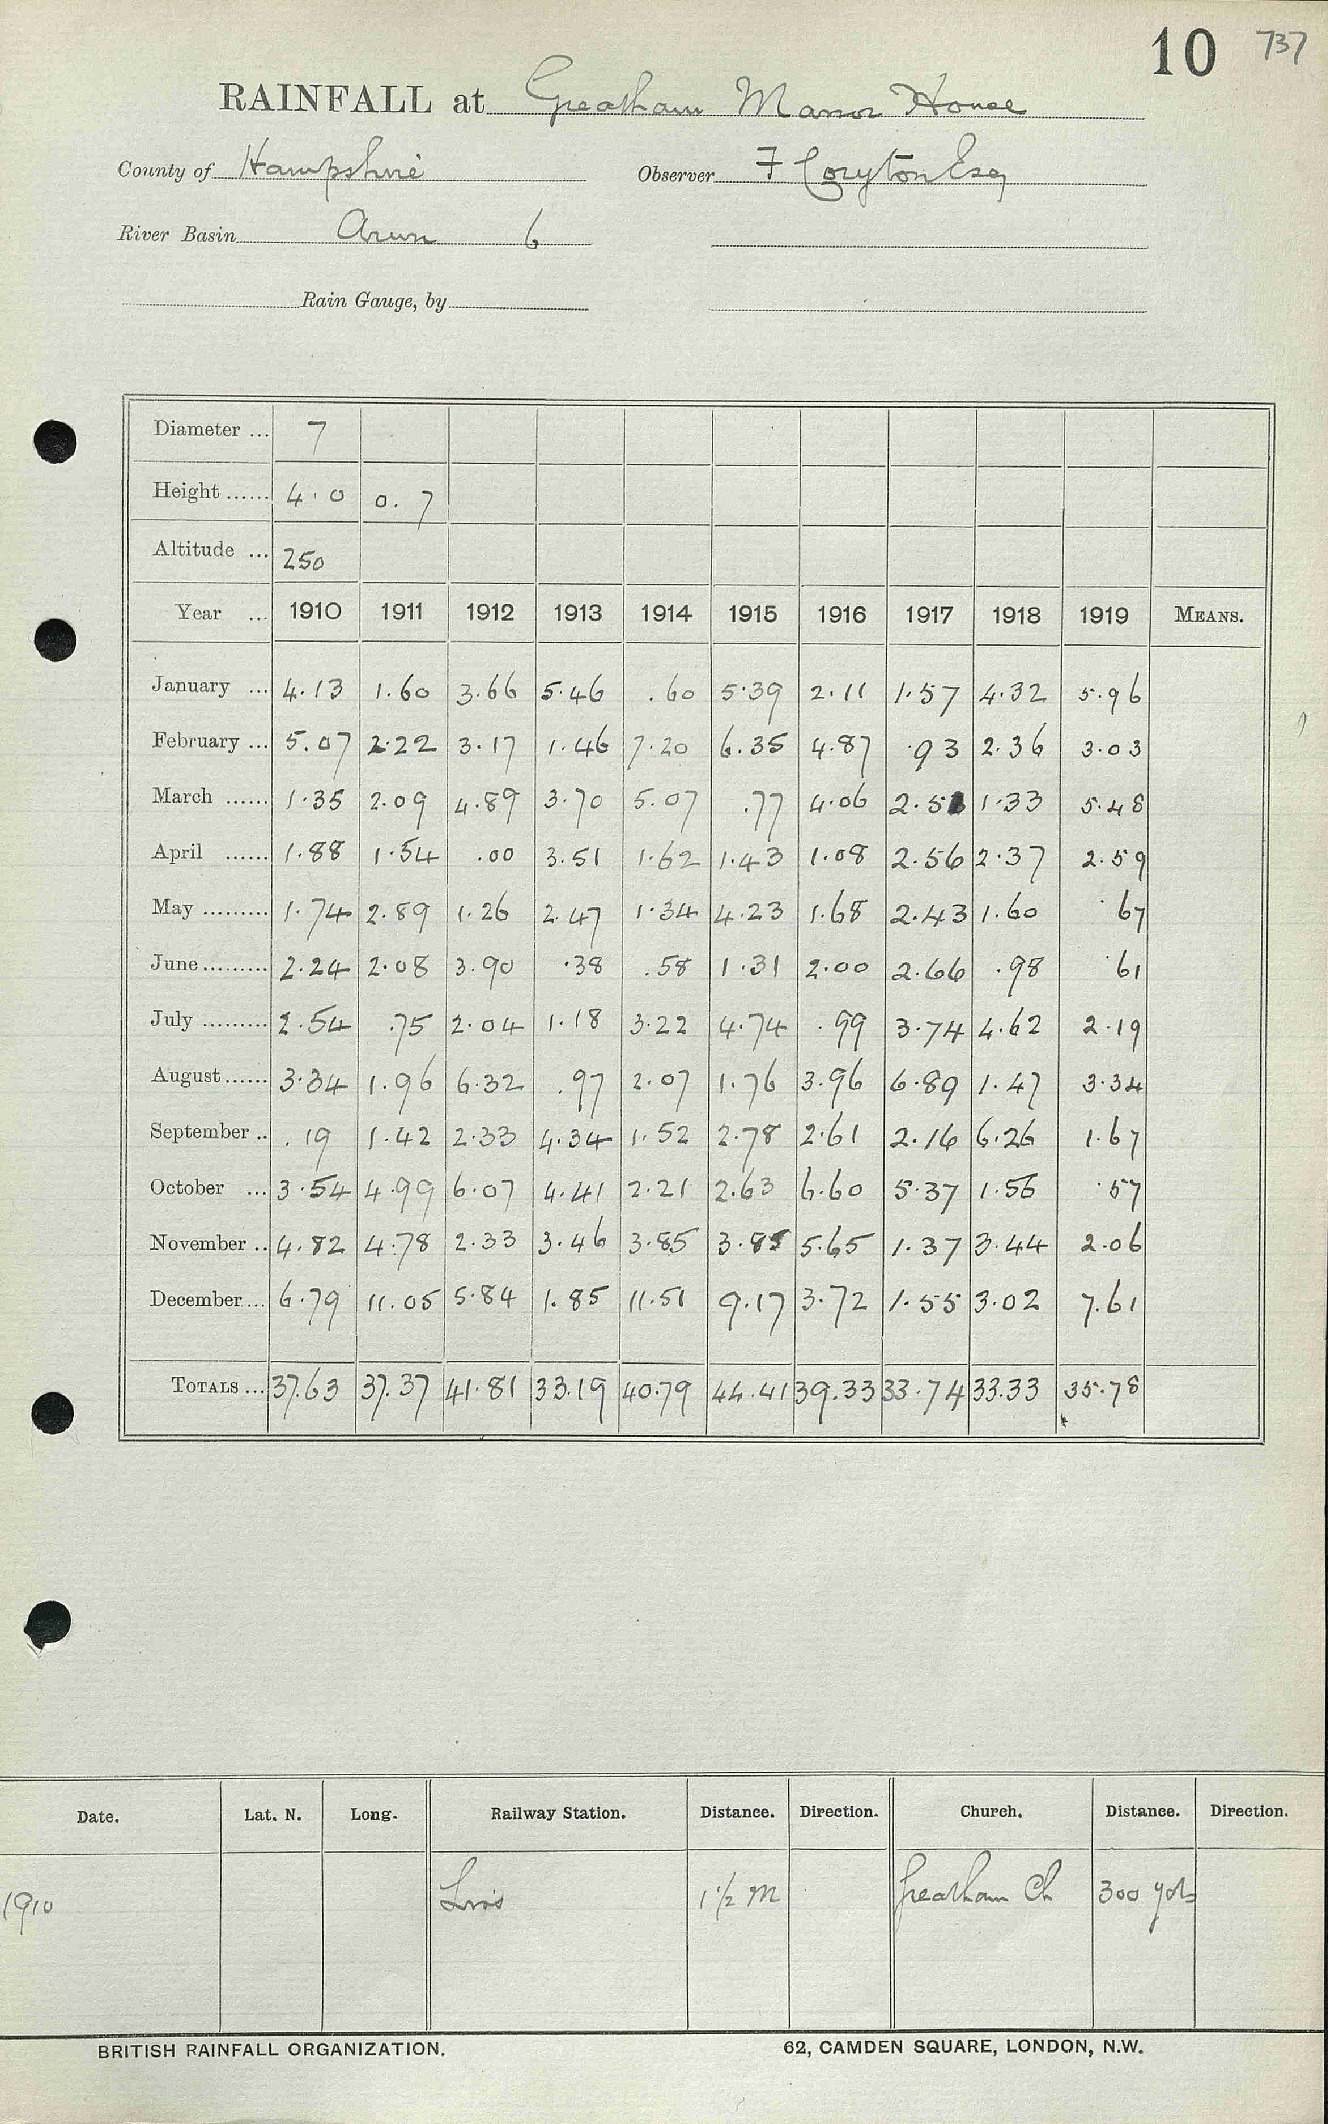 10 737
RAINFALL at Greatham Manor House
County of Hampshire Observer F Coryton Esq
River Basin Arun 6
Rain Gauge, by
Diameter ... 7
Height ...... 4.0 0.7
Altitude ... 250
Year ... 1910 1911 1912 1913 1914 1915 1916 1917 1918 1919 MEANS.
January ... 4.13 1.60 3.66 5.46 .60 5.39 2.11 1.57 4.32 5.96
February ... 5.07 2.22 3.17 1.46 7.20 6.35 4.87 .93 2.36 3.03
March ...... 1.35 2.09 4.89 3.70 5.07 .77 4.06 2.51 1.33 5.48
April ...... 1.88 1.54 .00 3.51 1.62 1.43 1.08 2.56 2.37 2.59
May ......... 1.74 2.89 1.26 2.47 1.34 4.23 1.68 2.43 1.60 .67
June ......... 2.24 2.08 3.90 .38 .58 1.31 2.00 2.66 .98 .61
July ......... 2.54 .75 2.04 1.18 3.22 4.74 .99 3.74 4.62 2.19
August ...... 3.34 1.96 6.32 .97 2.07 1.76 3.96 6.89 1.47 3.34
September .. .19 1.42 2.33 4.34 1.52 2.78 2.61 2.16 6.26 1.67
October ... 3.54 4.99 6.07 4.41 2.21 2.63 6.60 5.37 1.56 .57
November .. 4.82 4.78 2.33 3.46 3.85 3.85 5.65 1.37 3.44 2.06
December ... 6.79 11.05 5.84 1.85 11.51 9.17 3.72 1.55 3.02 7.61
TOTALS ... 37.63 37.37 41.81 33.19 40.79 44.41 39.33 33.74 33.33 35.78
Date. Lat. N. Long. Railway Station. Distance. Direction. Church. Distance. Direction.
1910 Liss 1 1/2 M Greatham Ch 300 yds
BRITISH RAINFALL ORGANIZATION. 62, CAMDEN SQUARE, LONDON, N.W.